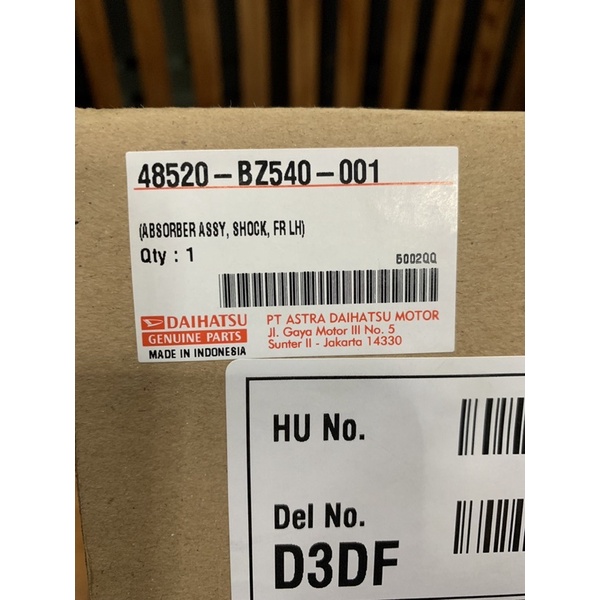 48520-BZ540-001
(ABSORBER ASSY, SHOCK, FR LH)
Qty : 1
5002QQ
DAIHATSU
GENUINE PARTS
MADE IN INDONESIA
PT ASTRA DAIHATSU MOTOR
Jl. Gaya Motor III No. 5
Sunter II - Jakarta 14330
HU No.
Del No.
D3DF